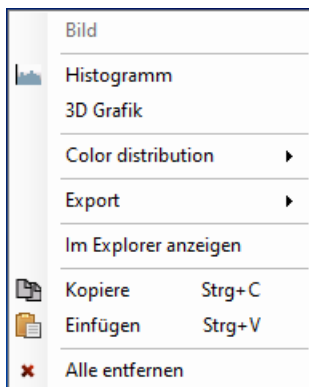 Bild
Histogramm
3D Grafik
Color distribution
Export
Im Explorer anzeigen
Kopiere Strg+C
Einfügen Strg+V
Alle entfernen